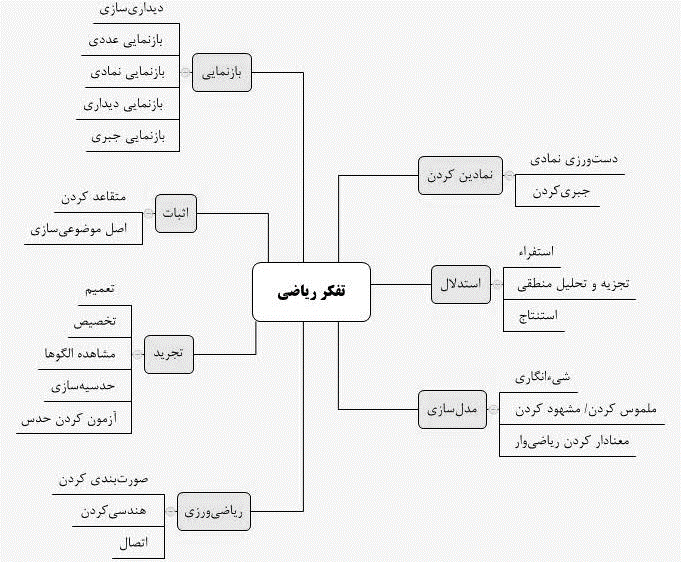 تفکر ریاضی
نمادین کردن
دست‌ورزی نمادی
جبری‌کردن
استدلال
استفراء
تجزیه و تحلیل منطقی
استنتاج
مدل‌سازی
شیءانگاری
ملموس کردن/ مشهود کردن
معنادار کردن ریاضی‌وار
بازنمایی
دیداری‌سازی
بازنمایی عددی
بازنمایی نمادی
بازنمایی دیداری
بازنمایی جبری
اثبات
متقاعد کردن
اصل موضوعی‌سازی
تجرید
تعمیم
تخصیص
مشاهده الگوها
حدسیه‌سازی
آزمون کردن حدس
ریاضی‌ورزی
صورت‌بندی کردن
هندسی‌کردن
اتصال